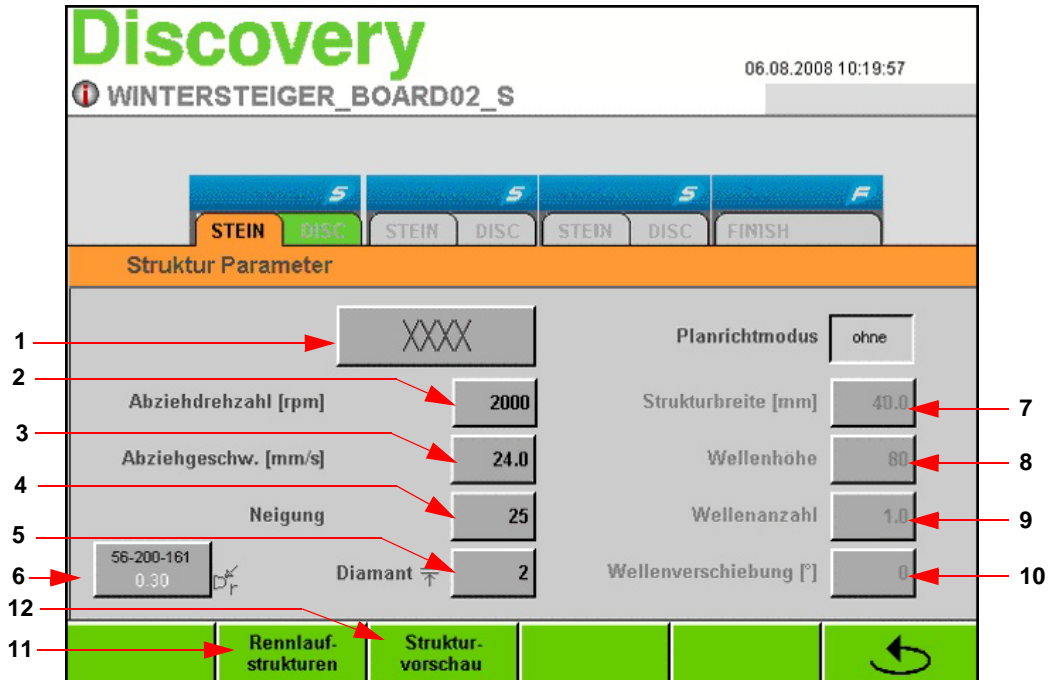 Discovery
06.08.2008 10:19:57
WINTERSTEIGER_BOARD02_S
S S S F
STEIN DISC STEIN DISC STEIN DISC FINISH
Struktur Parameter
1
XXXX
Planrichtmodus ohne
2
Abziehdrehzahl [rpm] 2000
Strukturbreite [mm] 40.0
7
3
Abziehgeschw. [mm/s] 24.0
Wellenhöhe 80
8
4
Neigung 25
Wellenanzahl 1.0
9
5
6
56-200-161
0.30
r
Diamant 2
Wellenverschiebung [°] 0
10
12
11
Rennlauf-
strukturen
Struktur-
vorschau